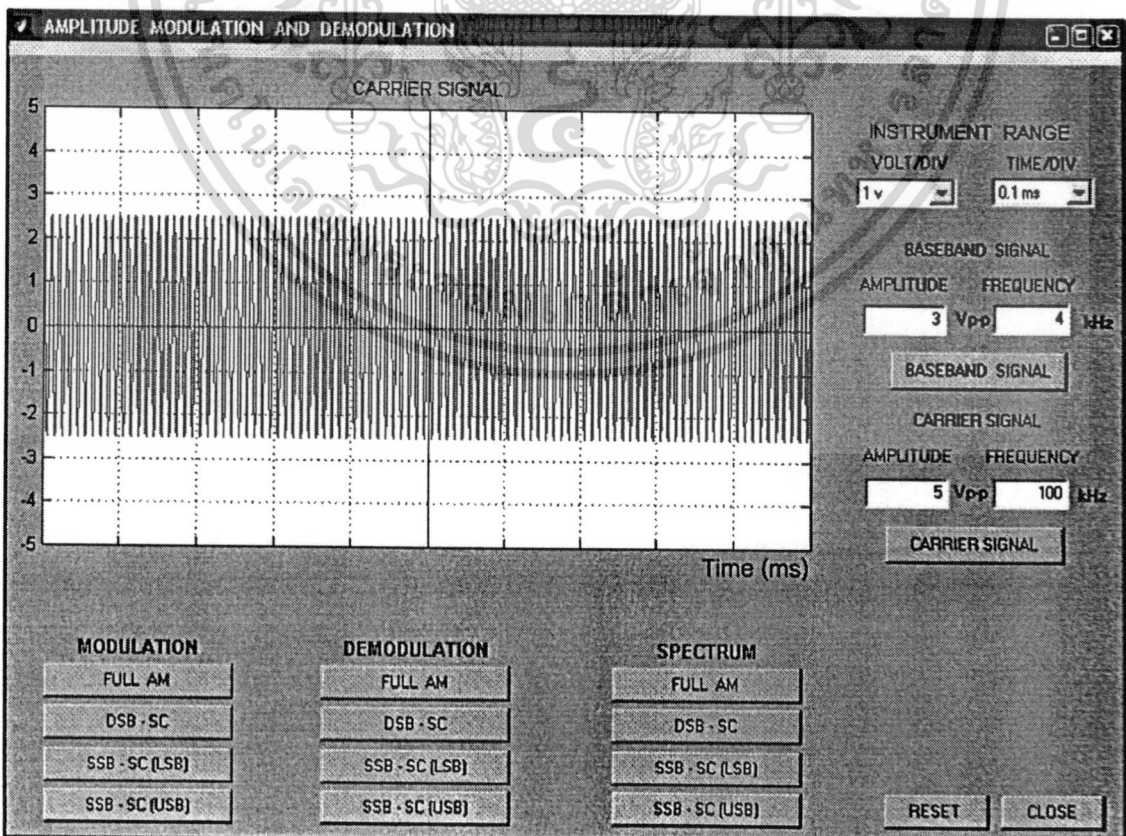 AMPLITUDE MODULATION AND DEMODULATION
CARRIER SIGNAL
5
4
3
2
1
0
-1
-2
-3
-4
-5
Time (ms)
INSTRUMENT RANGE
VOLT/DIV TIME/DIV
1 v 0.1 ms
BASEBAND SIGNAL
AMPLITUDE FREQUENCY
3 Vp-p 4 kHz
BASEBAND SIGNAL
CARRIER SIGNAL
AMPLITUDE FREQUENCY
5 Vp-p 100 kHz
CARRIER SIGNAL
MODULATION DEMODULATION SPECTRUM
FULL AM FULL AM FULL AM
DSB - SC DSB - SC DSB - SC
SSB - SC (LSB) SSB - SC (LSB) SSB - SC (LSB)
SSB - SC (USB) SSB - SC (USB) SSB - SC (USB)
RESET CLOSE